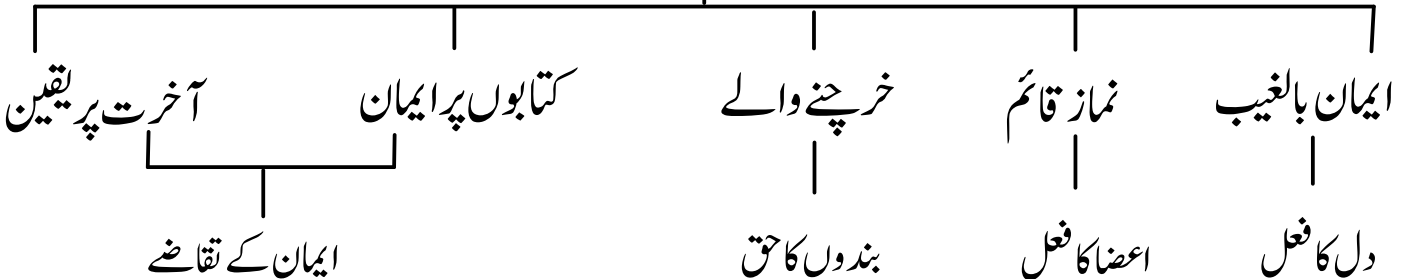 ایمان بالغیب نماز قائم خرچنے والے کتابوں پر ایمان آخرت پر یقین
دل کا فعل اعضا کا فعل بندوں کا حق ایمان کے تقاضے